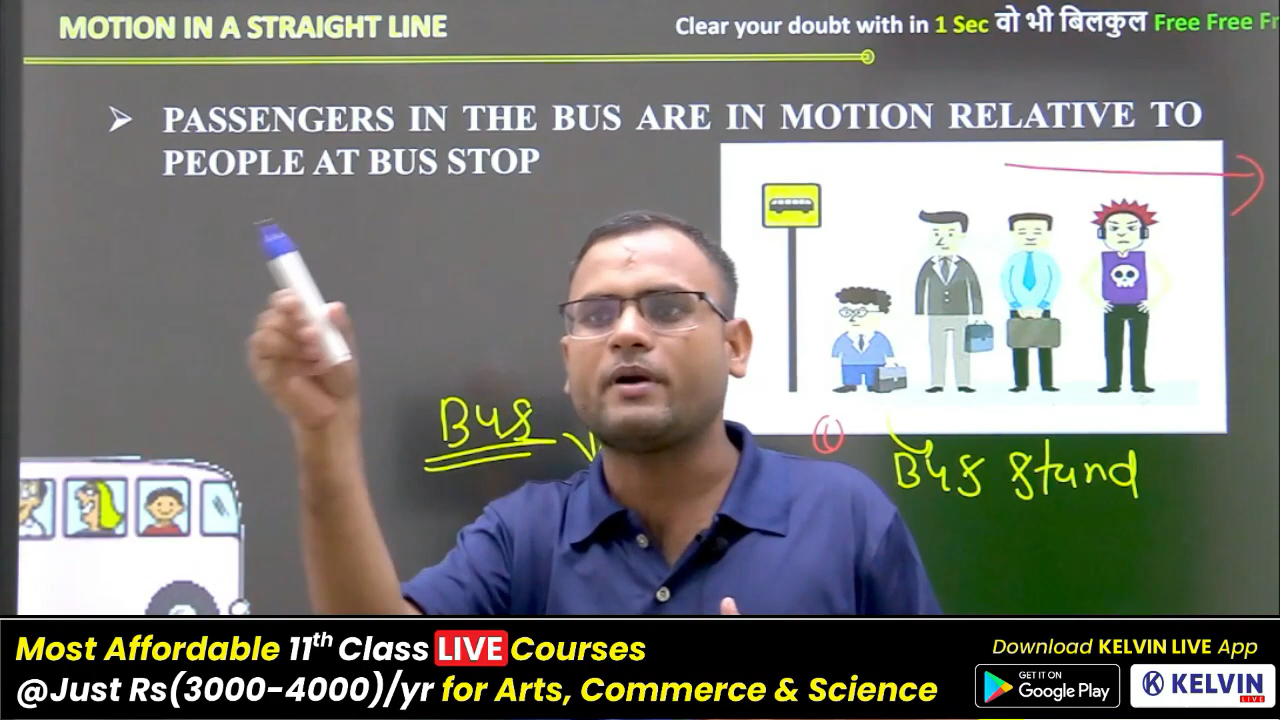 MOTION IN A STRAIGHT LINE
Clear your doubt with in 1 Sec वो भी बिलकुल Free Free Fr
➤ PASSENGERS IN THE BUS ARE IN MOTION RELATIVE TO
PEOPLE AT BUS STOP
Bus
①
Bus stand
Most Affordable 11th Class LIVE Courses
@Just Rs(3000-4000)/yr for Arts, Commerce & Science
Download KELVIN LIVE App
GET IT ON
Google Play
KELVIN
LIVE